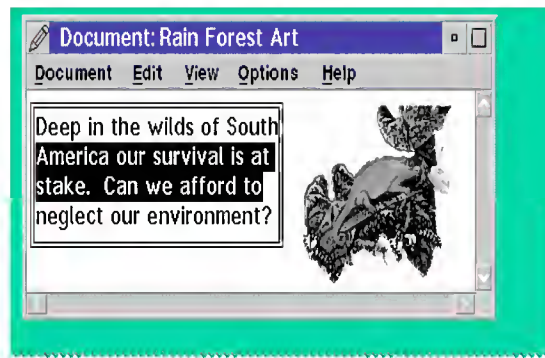 Document: Rain Forest Art
Document Edit View Options Help
Deep in the wilds of South
America our survival is at
stake. Can we afford to
neglect our environment?